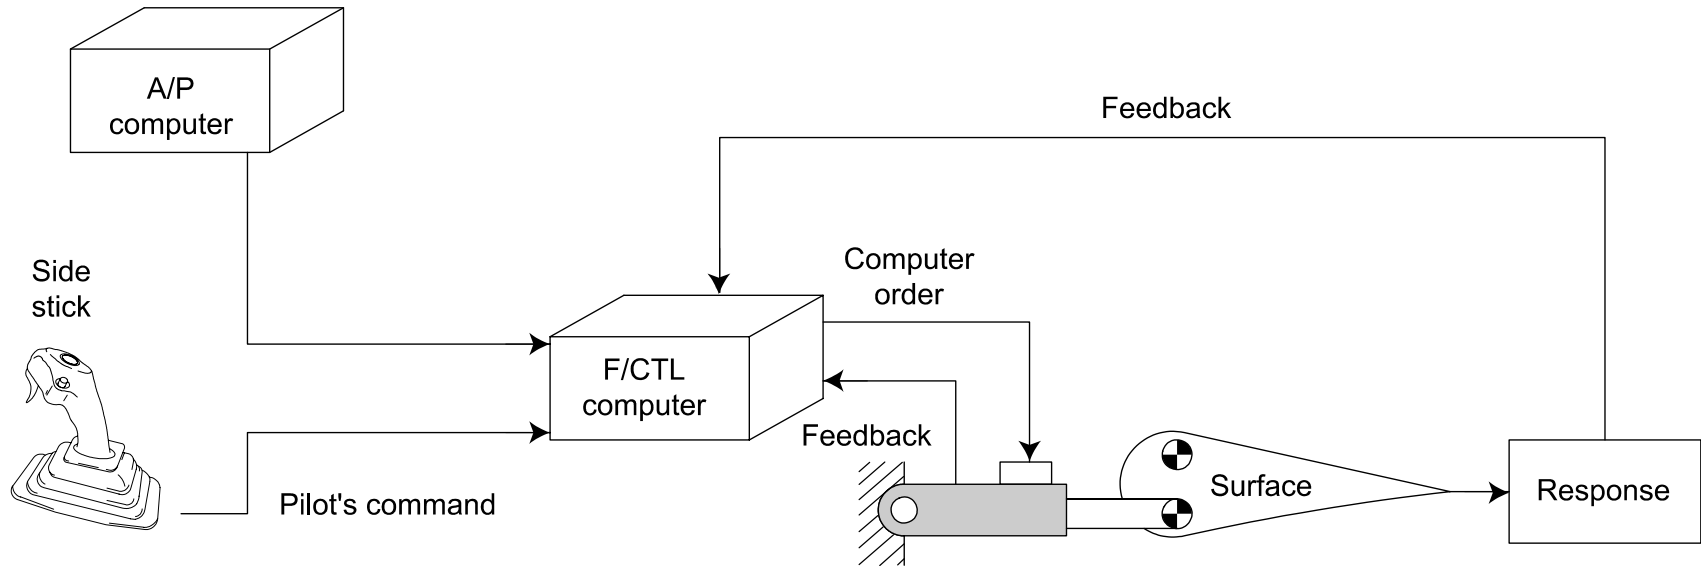 A/P
computer
Feedback
Side
stick
Computer
order
F/CTL
computer
Feedback
Pilot's command
Surface
Response